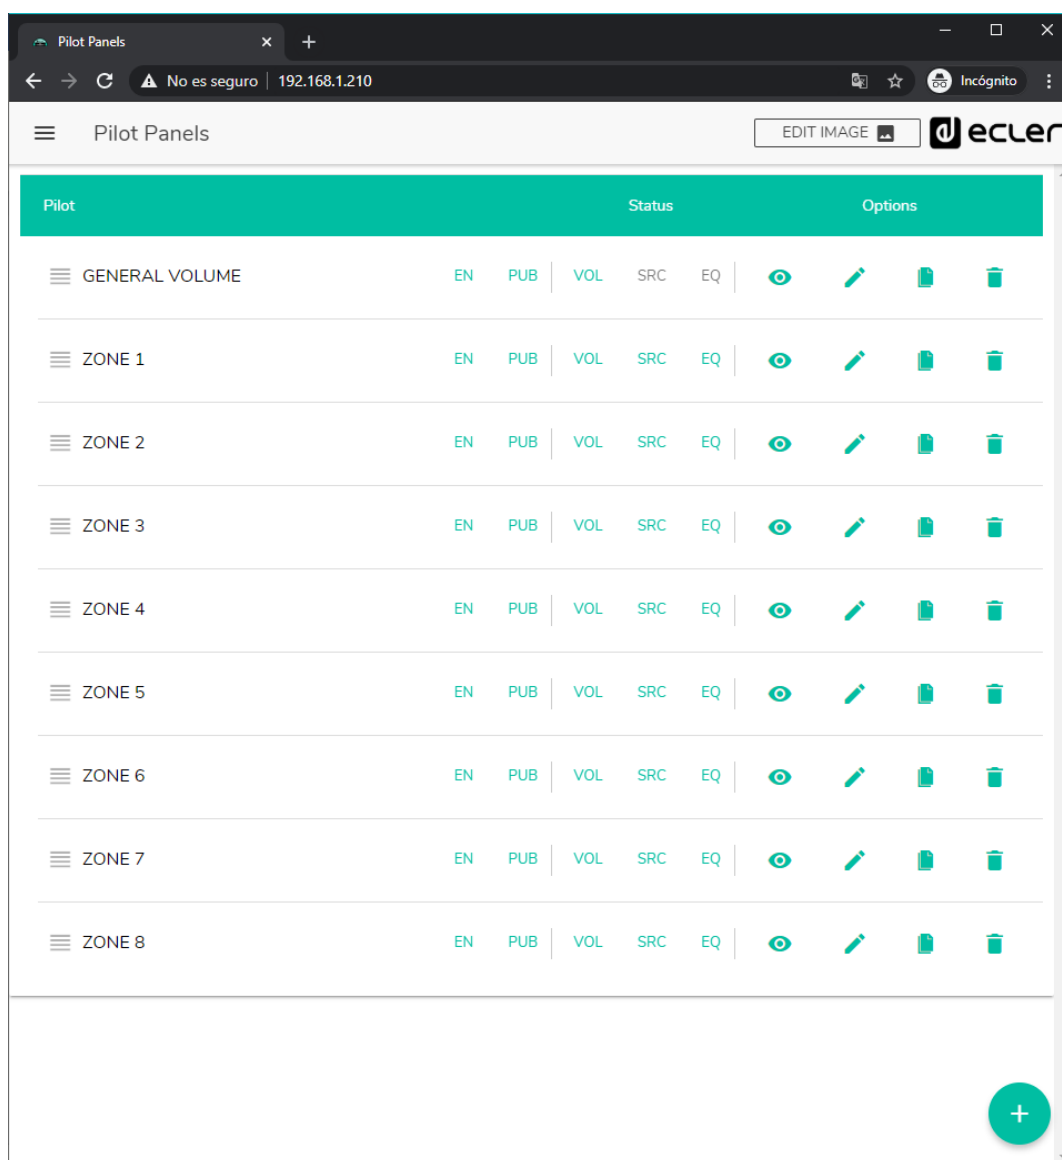 Pilot Panels
No es seguro | 192.168.1.210 Incógnito
Pilot Panels EDIT IMAGE ecler
Pilot Status Options
GENERAL VOLUME EN PUB VOL SRC EQ
ZONE 1 EN PUB VOL SRC EQ
ZONE 2 EN PUB VOL SRC EQ
ZONE 3 EN PUB VOL SRC EQ
ZONE 4 EN PUB VOL SRC EQ
ZONE 5 EN PUB VOL SRC EQ
ZONE 6 EN PUB VOL SRC EQ
ZONE 7 EN PUB VOL SRC EQ
ZONE 8 EN PUB VOL SRC EQ